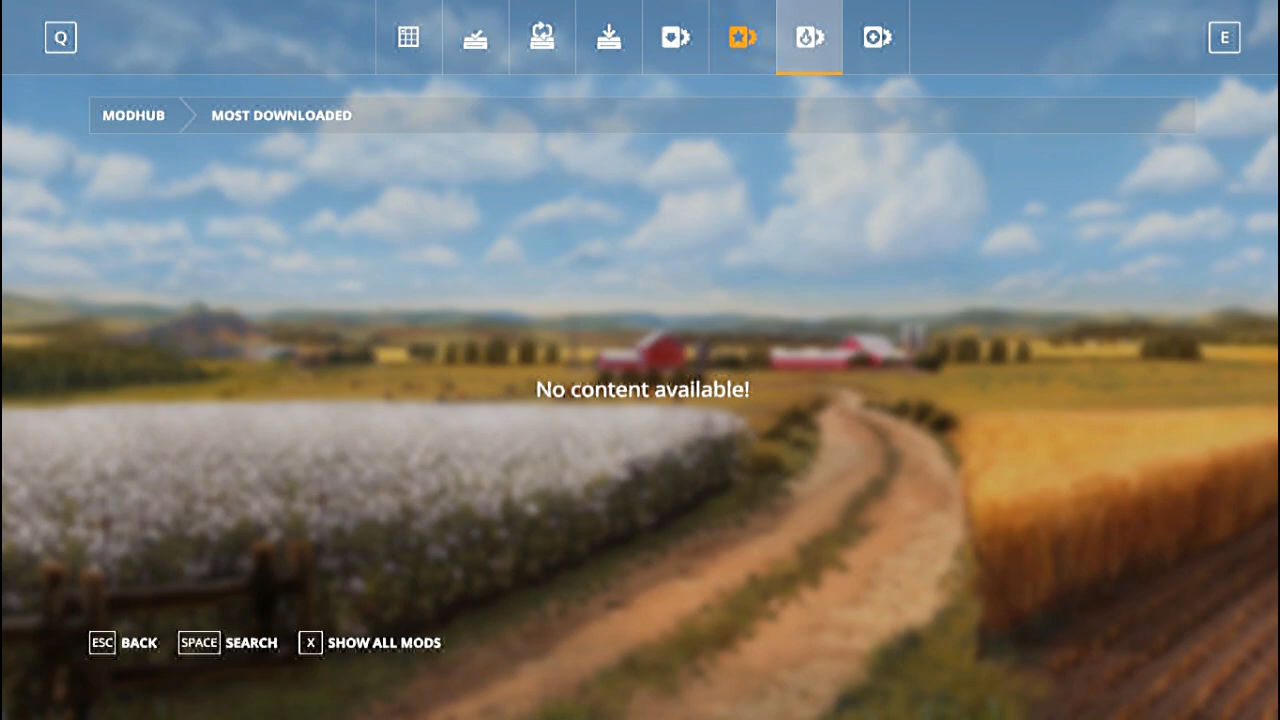 Q
E
MODHUB MOST DOWNLOADED
No content available!
ESC BACK SPACE SEARCH X SHOW ALL MODS